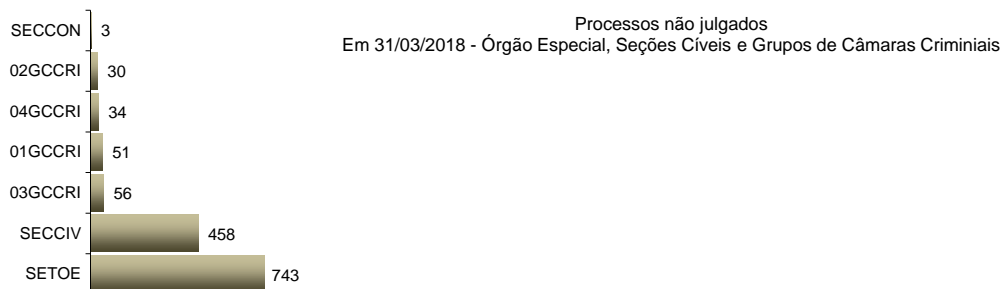 Processos não julgados
Em 31/03/2018 - Órgão Especial, Seções Cíveis e Grupos de Câmaras Criminiais
SECCON 3
02GCCRI 30
04GCCRI 34
01GCCRI 51
03GCCRI 56
SECCIV 458
SETOE 743